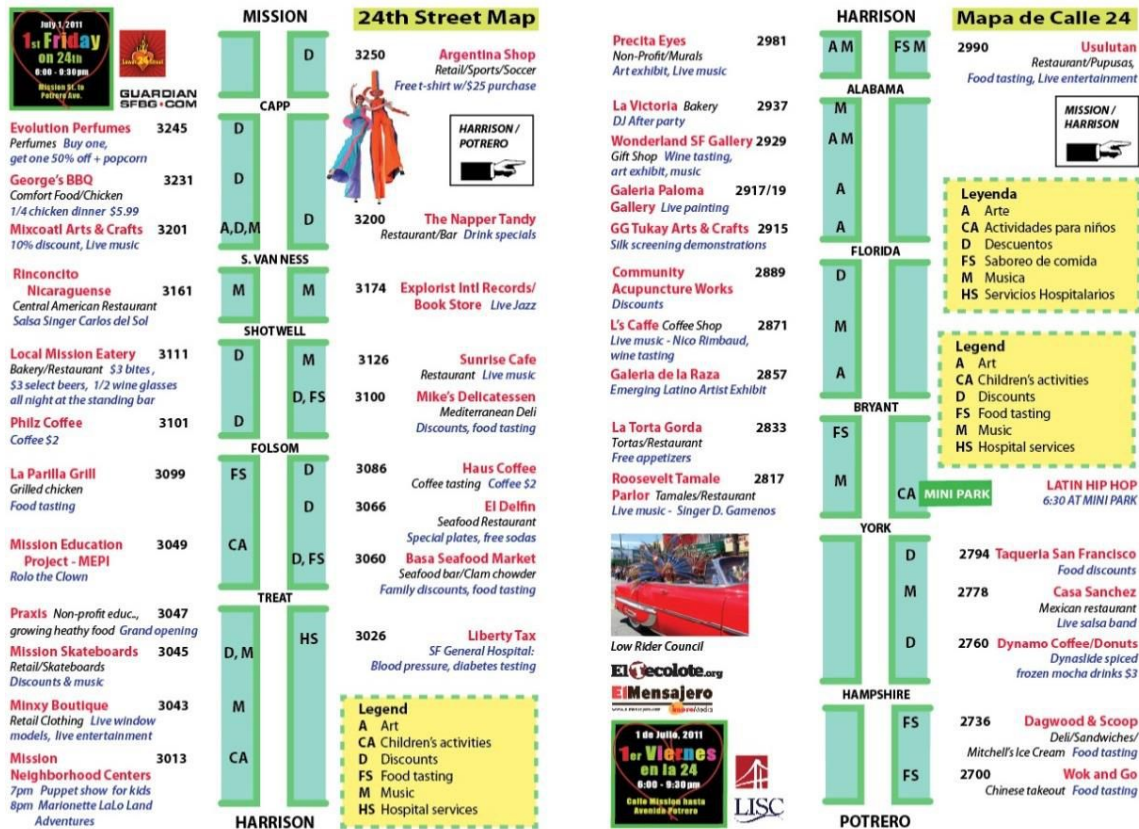 July 1, 2011
1st Friday
on 24th
6:00 - 9:30pm
Mission St. to
Potrero Ave.
GUARDIAN
SFBG•COM
MISSION
24th Street Map
D
3250 Argentina Shop
Retail/Sports/Soccer
Free t-shirt w/$25 purchase
CAPP
HARRISON /
POTRERO
Evolution Perfumes 3245
Perfumes Buy one,
get one 50% off + popcorn
D
George's BBQ 3231
Comfort Food/Chicken
1/4 chicken dinner $5.99
D
Mixcoatl Arts & Crafts 3201
10% discount, Live music
A,D,M
D
3200 The Napper Tandy
Restaurant/Bar Drink specials
S. VAN NESS
Rinconcito
Nicaraguense 3161
Central American Restaurant
Salsa Singer Carlos del Sol
M
M
3174 Explorist Intl Records/
Book Store Live Jazz
SHOTWELL
Local Mission Eatery 3111
Bakery/Restaurant $3 bites ,
$3 select beers, 1/2 wine glasses
all night at the standing bar
D
Philz Coffee 3101
Coffee $2
D
M
3126 Sunrise Cafe
Restaurant Live music
D, FS
3100 Mike's Delicatessen
Mediterranean Deli
Discounts, food tasting
FOLSOM
La Parilla Grill 3099
Grilled chicken
Food tasting
FS
Mission Education
Project - MEPI 3049
Rolo the Clown
CA
D
3086 Haus Coffee
Coffee tasting Coffee $2
D
3066 El Delfin
Seafood Restaurant
Special plates, free sodas
D, FS
3060 Basa Seafood Market
Seafood bar/Clam chowder
Family discounts, food tasting
TREAT
Praxis Non-profit educ.., 3047
growing heathy food Grand opening
Mission Skateboards 3045
Retail/Skateboards
Discounts & music
D, M
Minxy Boutique 3043
Retail Clothing Live window
models, live entertainment
M
Mission 3013
Neighborhood Centers
7pm Puppet show for kids
8pm Marionette LaLo Land
Adventures
CA
HS
3026 Liberty Tax
SF General Hospital:
Blood pressure, diabetes testing
Legend
A Art
CA Children's activities
D Discounts
FS Food tasting
M Music
HS Hospital services
HARRISON
HARRISON
Mapa de Calle 24
Precita Eyes 2981
Non-Profit/Murals
Art exhibit, Live music
A M
FS M
2990 Usulutan
Restaurant/Pupusas,
Food tasting, Live entertainment
ALABAMA
MISSION /
HARRISON
La Victoria Bakery 2937
DJ After party
M
Wonderland SF Gallery 2929
Gift Shop Wine tasting,
art exhibit, music
A M
Galeria Paloma 2917/19
Gallery Live painting
A
GG Tukay Arts & Crafts 2915
Silk screening demonstrations
A
Leyenda
A Arte
CA Actividades para niños
D Descuentos
FS Saboreo de comida
M Musica
HS Servicios Hospitalarios
FLORIDA
Community 2889
Acupuncture Works
Discounts
D
L's Caffe Coffee Shop 2871
Live music - Nico Rimbaud,
wine tasting
M
Galeria de la Raza 2857
Emerging Latino Artist Exhibit
A
Legend
A Art
CA Children's activities
D Discounts
FS Food tasting
M Music
HS Hospital services
BRYANT
La Torta Gorda 2833
Tortas/Restaurant
Free appetizers
FS
Roosevelt Tamale 2817
Parlor Tamales/Restaurant
Live music - Singer D. Gamenos
M
CA MINI PARK
LATIN HIP HOP
6:30 AT MINI PARK
YORK
D
2794 Taqueria San Francisco
Food discounts
M
2778 Casa Sanchez
Mexican restaurant
Live salsa band
D
2760 Dynamo Coffee/Donuts
Dynaslide spiced
frozen mocha drinks $3
Low Rider Council
El Tecolote.org
El Mensajero
HAMPSHIRE
FS
2736 Dagwood & Scoop
Deli/Sandwiches/
Mitchell's Ice Cream Food tasting
FS
2700 Wok and Go
Chinese takeout Food tasting
1 de Julio, 2011
1er Viernes
en la 24
6:00 - 9:30pm
Calle Mission hasta
Avenida Potrero
LISC
POTRERO